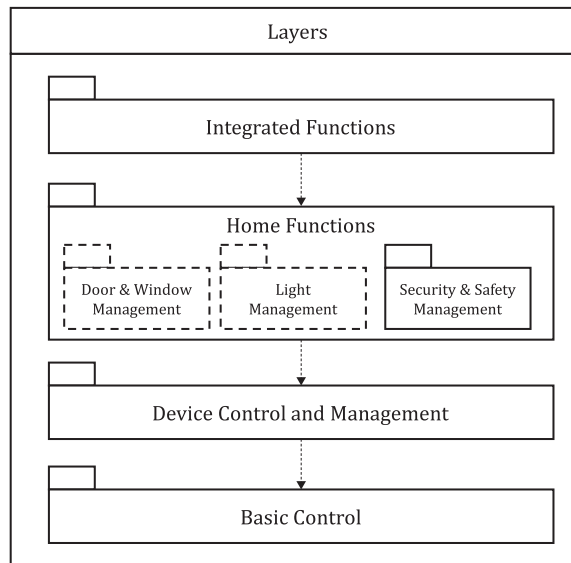 Layers
Integrated Functions
Home Functions
Door & Window
Management
Light
Management
Security & Safety
Management
Device Control and Management
Basic Control